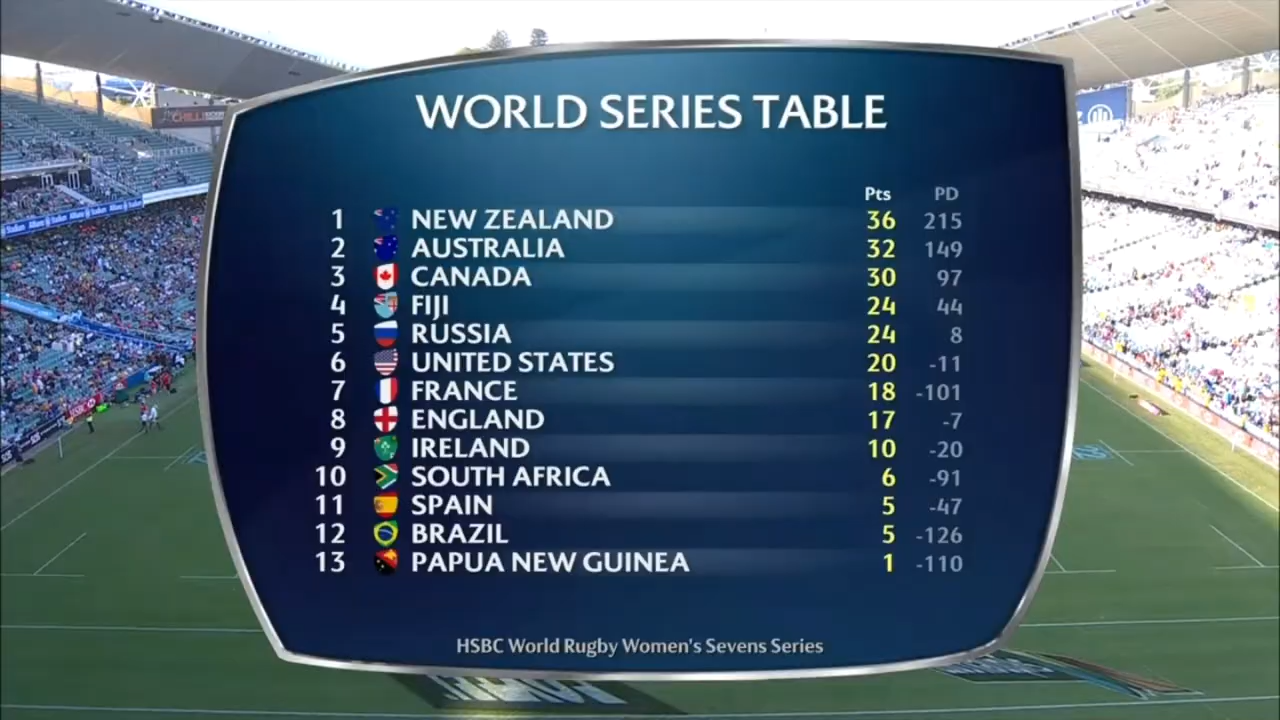 WORLD SERIES TABLE
Pts PD
1 NEW ZEALAND 36 215
2 AUSTRALIA 32 149
3 CANADA 30 97
4 FIJI 24 44
5 RUSSIA 24 8
6 UNITED STATES 20 -11
7 FRANCE 18 -101
8 ENGLAND 17 -7
9 IRELAND 10 -20
10 SOUTH AFRICA 6 -91
11 SPAIN 5 -47
12 BRAZIL 5 -126
13 PAPUA NEW GUINEA 1 -110
HSBC World Rugby Women's Sevens Series